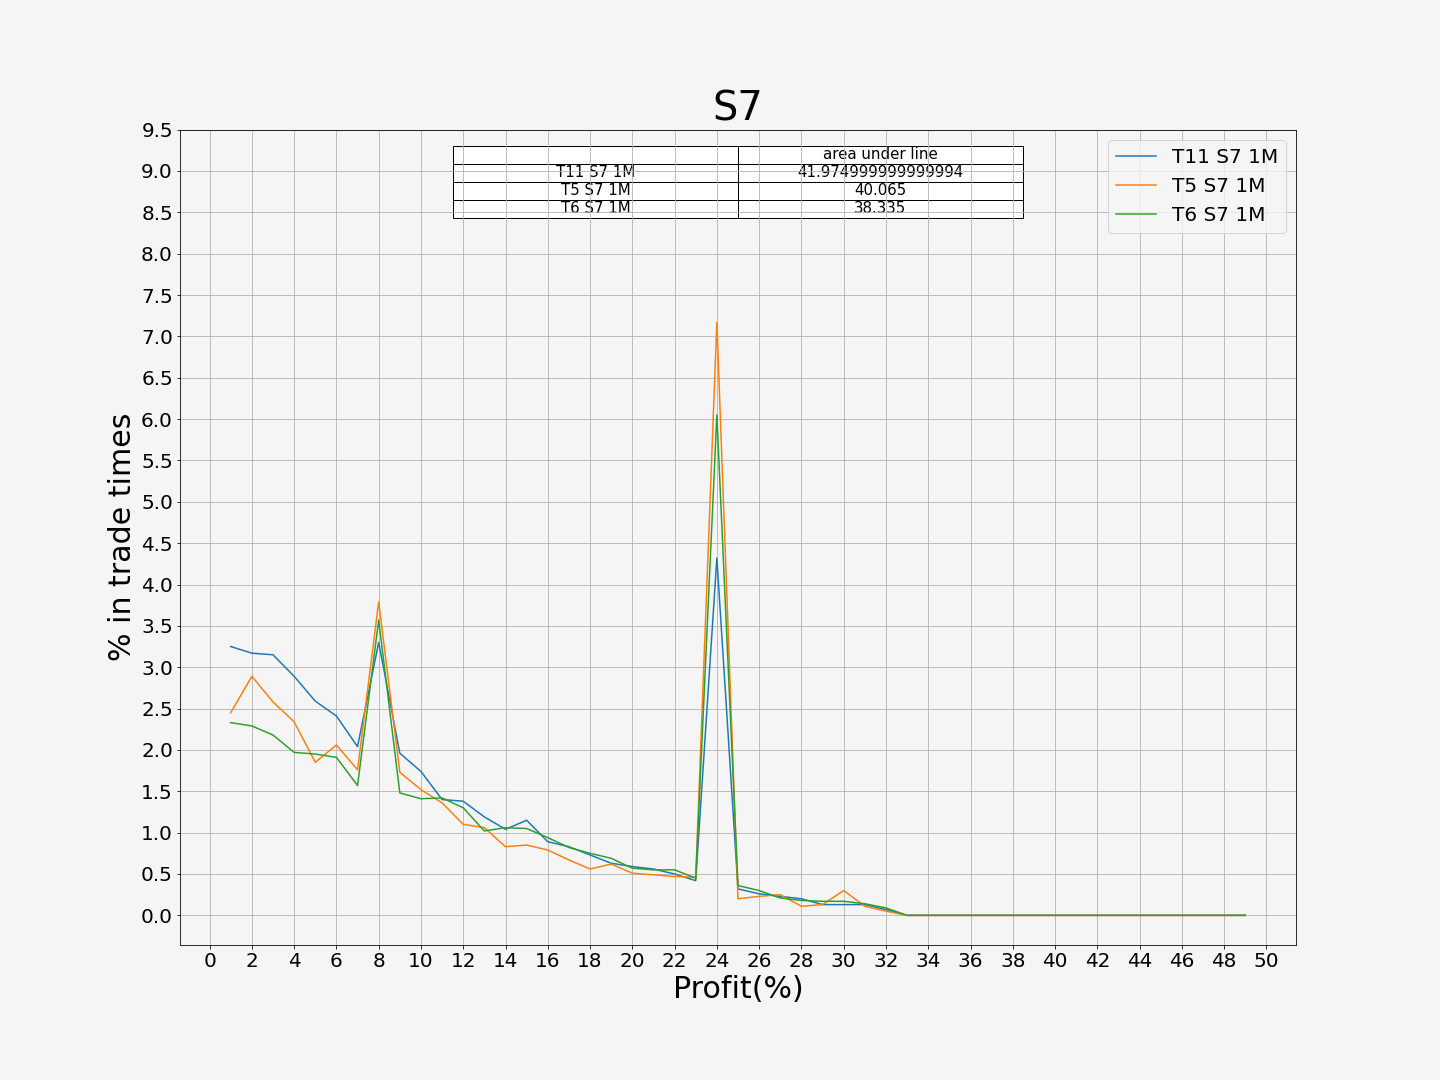 S7
area under line
T11 S7 1M 41.974999999999994
T5 S7 1M 40.065
T6 S7 1M 38.335
T11 S7 1M
T5 S7 1M
T6 S7 1M
9.5
9.0
8.5
8.0
7.5
7.0
6.5
6.0
5.5
5.0
4.5
4.0
3.5
3.0
2.5
2.0
1.5
1.0
0.5
0.0
% in trade times
0 2 4 6 8 10 12 14 16 18 20 22 24 26 28 30 32 34 36 38 40 42 44 46 48 50
Profit(%)